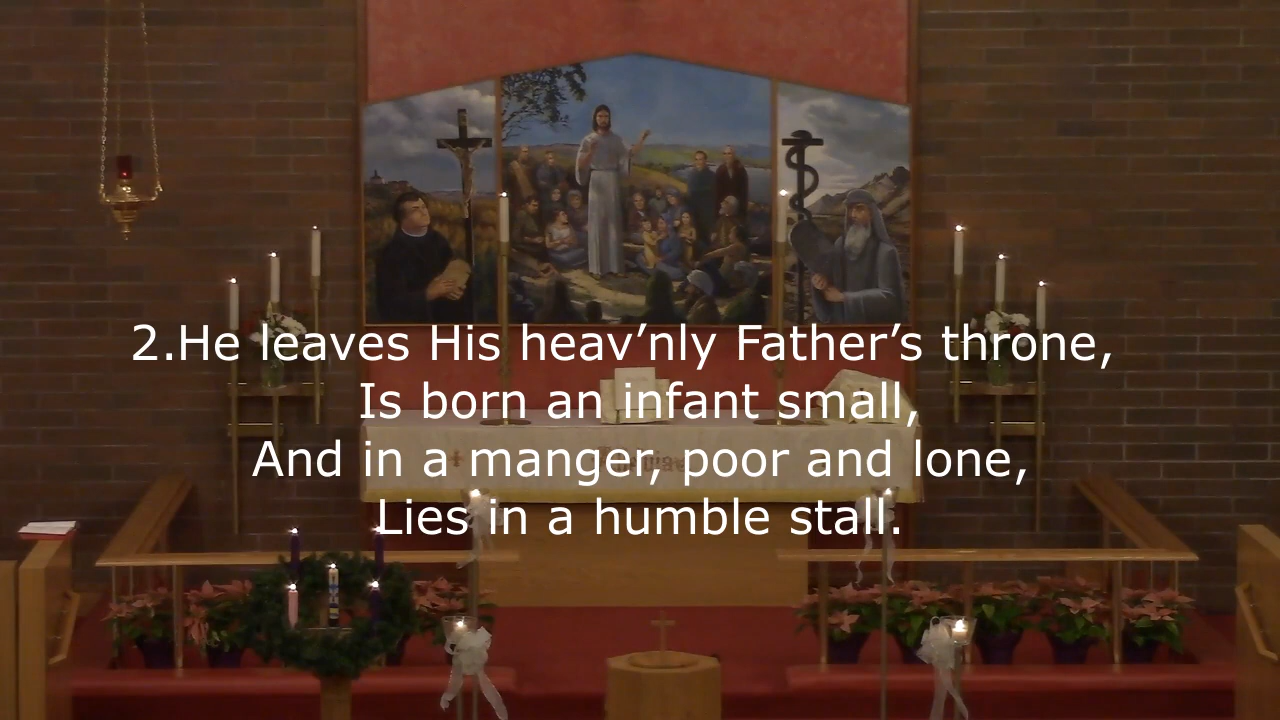 2.He leaves His heav’nly Father’s throne,
Is born an infant small,
And in a manger, poor and lone,
Lies in a humble stall.